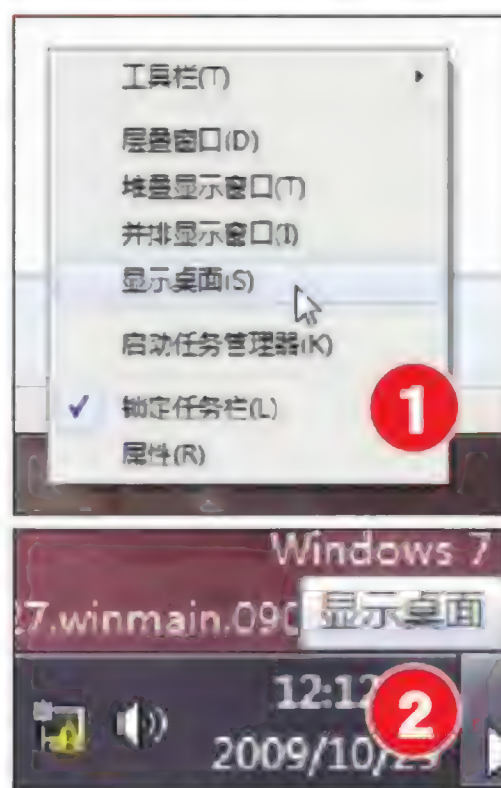 工具栏(T)
层叠窗口(D)
堆叠显示窗口(T)
并排显示窗口(I)
显示桌面(S)
启动任务管理器(K)
锁定任务栏(L)
属性(R)
1
Windows 7
27.winmain.090
显示桌面
12:12
2
2009/10/